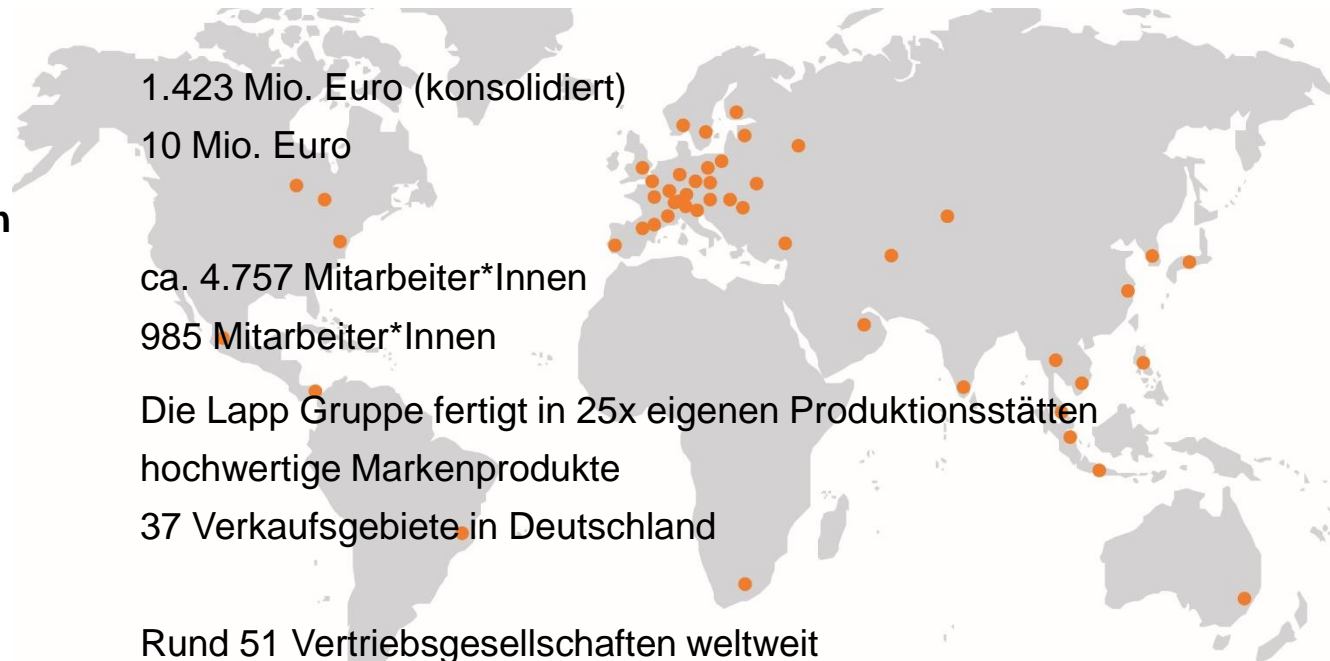 1.423 Mio. Euro (konsolidiert)
10 Mio. Euro
n
ca. 4.757 Mitarbeiter*Innen
985 Mitarbeiter*Innen
Die Lapp Gruppe fertigt in 25x eigenen Produktionsstätten
hochwertige Markenprodukte
37 Verkaufsgebiete in Deutschland
Rund 51 Vertriebsgesellschaften weltweit